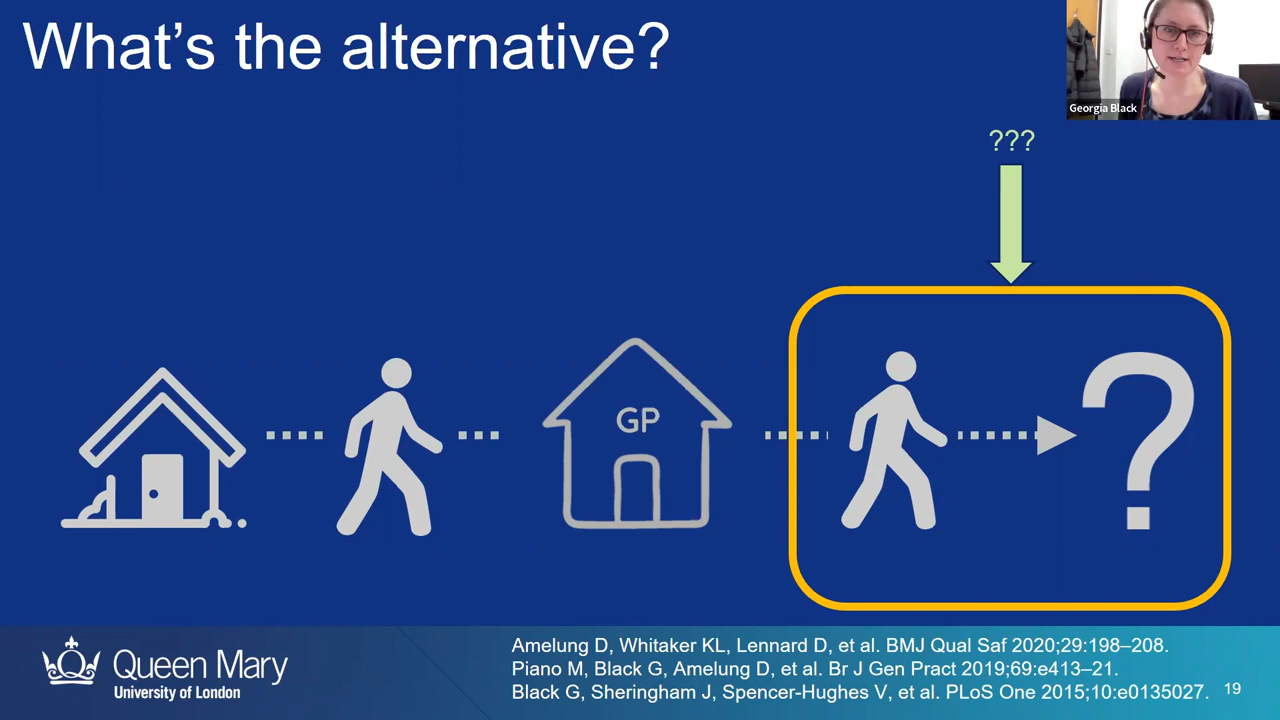 What's the alternative?
Georgia Black
???
GP
?
Queen Mary
University of London
Amelung D, Whitaker KL, Lennard D, et al. BMJ Qual Saf 2020;29:198–208.
Piano M, Black G, Amelung D, et al. Br J Gen Pract 2019;69:e413–21.
Black G, Sheringham J, Spencer-Hughes V, et al. PLoS One 2015;10:e0135027.
19